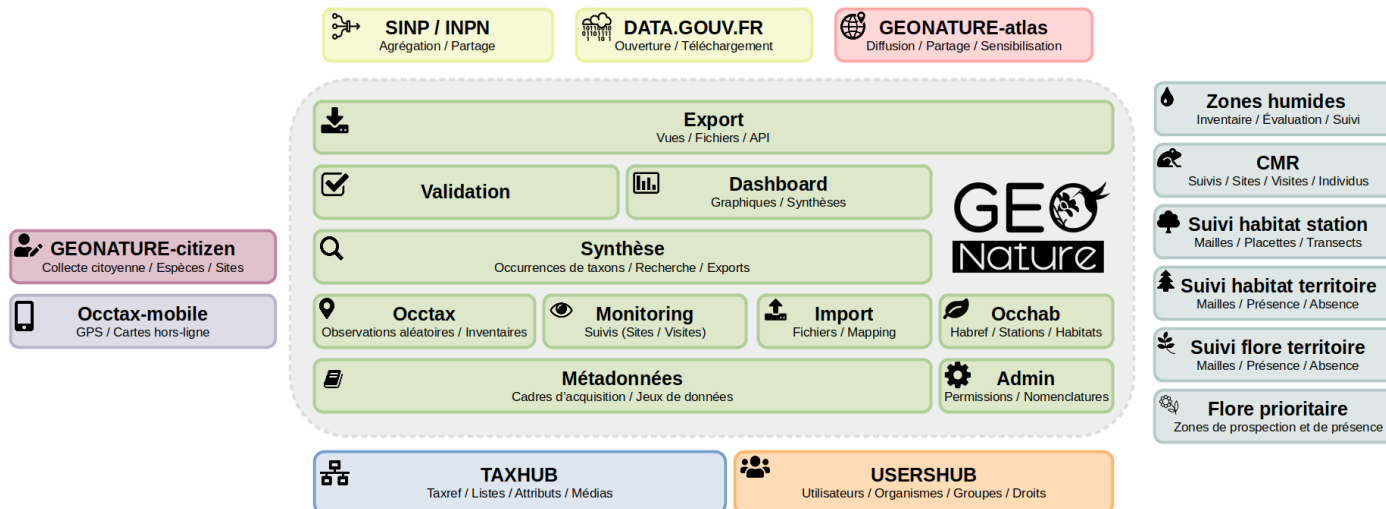 SINP / INPN
Agrégation / Partage
DATA.GOUV.FR
Ouverture / Téléchargement
GEONATURE-atlas
Diffusion / Partage / Sensibilisation
Export
Vues / Fichiers / API
Validation
Dashboard
Graphiques / Synthèses
GEO
Nature
Synthèse
Occurrences de taxons / Recherche / Exports
Occtax
Observations aléatoires / Inventaires
Monitoring
Suivis (Sites / Visites)
Import
Fichiers / Mapping
Occhab
Habref / Stations / Habitats
Métadonnées
Cadres d'acquisition / Jeux de données
Admin
Permissions / Nomenclatures
GEONATURE-citizen
Collecte citoyenne / Espèces / Sites
Occtax-mobile
GPS / Cartes hors-ligne
Zones humides
Inventaire / Évaluation / Suivi
CMR
Suivis / Sites / Visites / Individus
Suivi habitat station
Mailles / Placettes / Transects
Suivi habitat territoire
Mailles / Présence / Absence
Suivi flore territoire
Mailles / Présence / Absence
Flore prioritaire
Zones de prospection et de présence
TAXHUB
Taxref / Listes / Attributs / Médias
USERSHUB
Utilisateurs / Organismes / Groupes / Droits